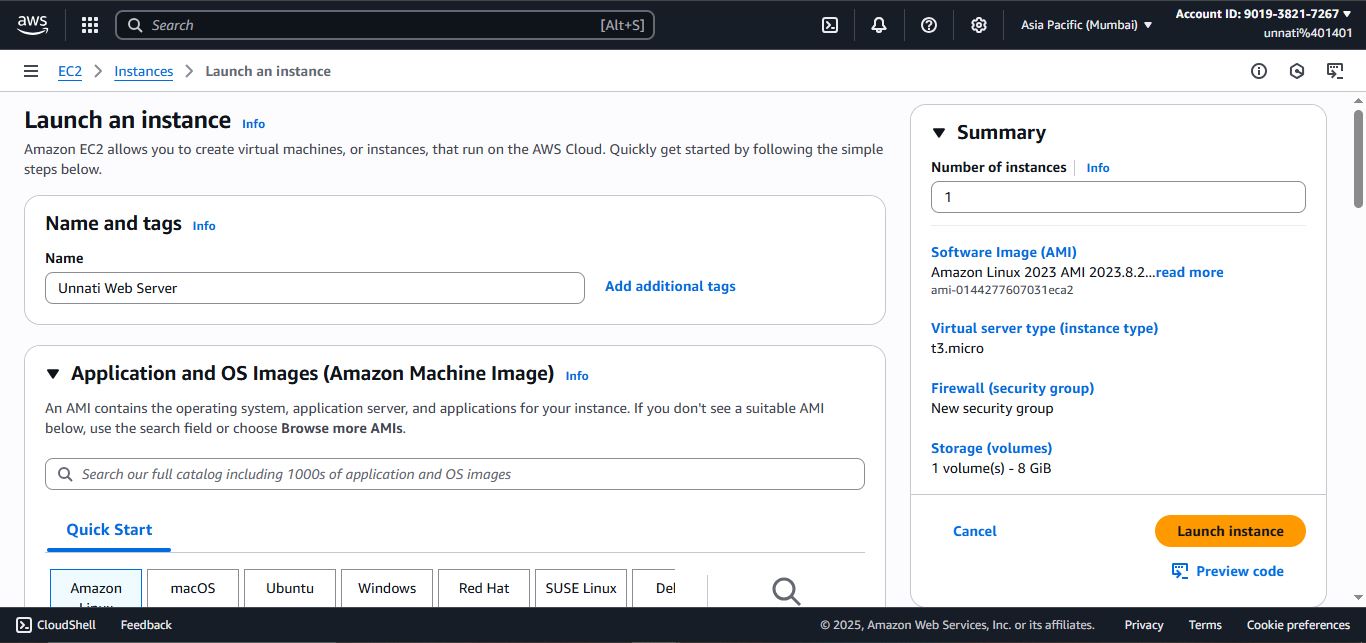 aws
Search [Alt+S]
Asia Pacific (Mumbai)
Account ID: 9019-3821-7267
unnati%401401
EC2 > Instances > Launch an instance
Launch an instance Info
Amazon EC2 allows you to create virtual machines, or instances, that run on the AWS Cloud. Quickly get started by following the simple
steps below.
Name and tags Info
Name
Unnati Web Server
Add additional tags
Application and OS Images (Amazon Machine Image) Info
An AMI contains the operating system, application server, and applications for your instance. If you don't see a suitable AMI
below, use the search field or choose Browse more AMIs.
Search our full catalog including 1000s of application and OS images
Quick Start
Amazon
Linux
macOS
Ubuntu
Windows
Red Hat
SUSE Linux
Summary
Number of instances Info
1
Software Image (AMI)
Amazon Linux 2023 AMI 2023.8.2...read more
ami-0144277607031eca2
Virtual server type (instance type)
t3.micro
Firewall (security group)
New security group
Storage (volumes)
1 volume(s) - 8 GiB
Cancel
Launch instance
Preview code
CloudShell Feedback
© 2025, Amazon Web Services, Inc. or its affiliates. Privacy Terms Cookie preferences